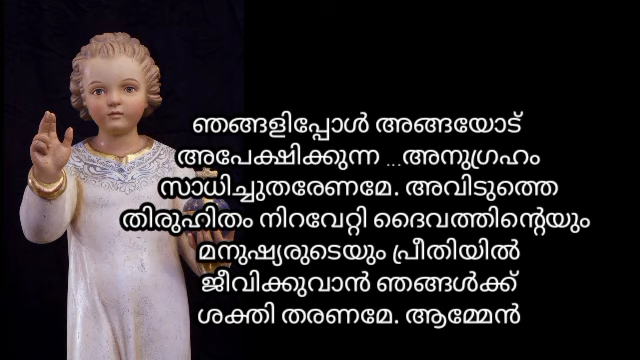 ഞങ്ങളിപ്പോൾ അങ്ങയോട്
അപേക്ഷിക്കുന്ന ...അനുഗ്രഹം
സാധിച്ചുതരേണമേ. അവിടുത്തെ
തിരുഹിതം നിറവേറ്റി ദൈവത്തിന്റെയും
മനുഷ്യരുടെയും പ്രീതിയിൽ
ജീവിക്കുവാൻ ഞങ്ങൾക്ക്
ശക്തി തരണമേ. ആമ്മേൻ